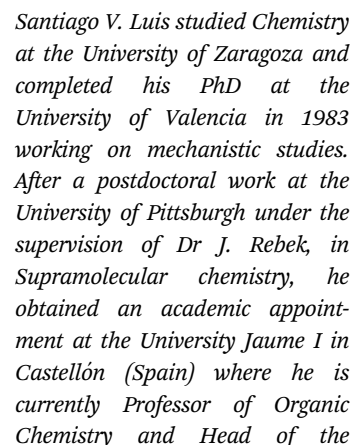 Santiago V. Luis studied Chemistry
at the University of Zaragoza and
completed his PhD at the
University of Valencia in 1983
working on mechanistic studies.
After a postdoctoral work at the
University of Pittsburgh under the
supervision of Dr J. Rebek, in
Supramolecular chemistry, he
obtained an academic appoint-
ment at the University Jaume I in
Castellón (Spain) where he is
currently Professor of Organic
Chemistry and Head of the